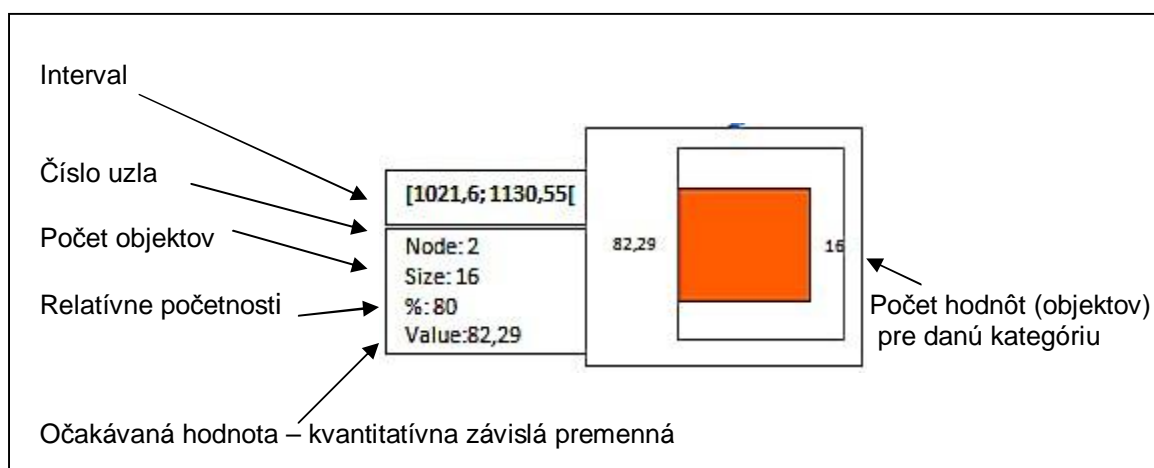 Interval
Číslo uzla
Počet objektov
Relatívne početnosti
[1021,6; 1130,55[
Node: 2
Size: 16
%: 80
Value:82,29
82,29
16
Počet hodnôt (objektov)
pre danú kategóriu
Očakávaná hodnota – kvantitatívna závislá premenná